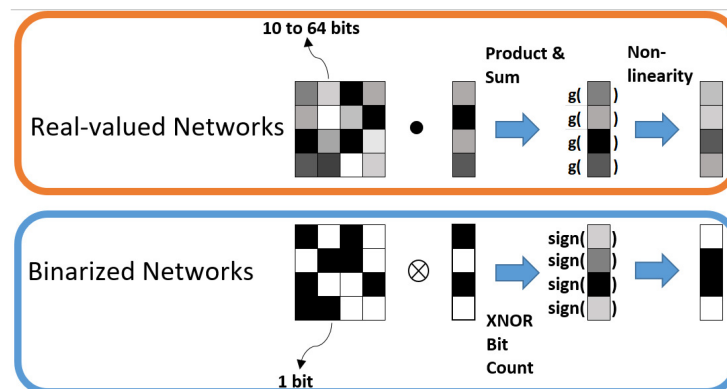 10 to 64 bits
Product &
Sum
Non-
linearity
Real-valued Networks
g( )
g( )
g( )
g( )
Binarized Networks
sign( )
sign( )
sign( )
sign( )
XNOR
Bit
Count
1 bit